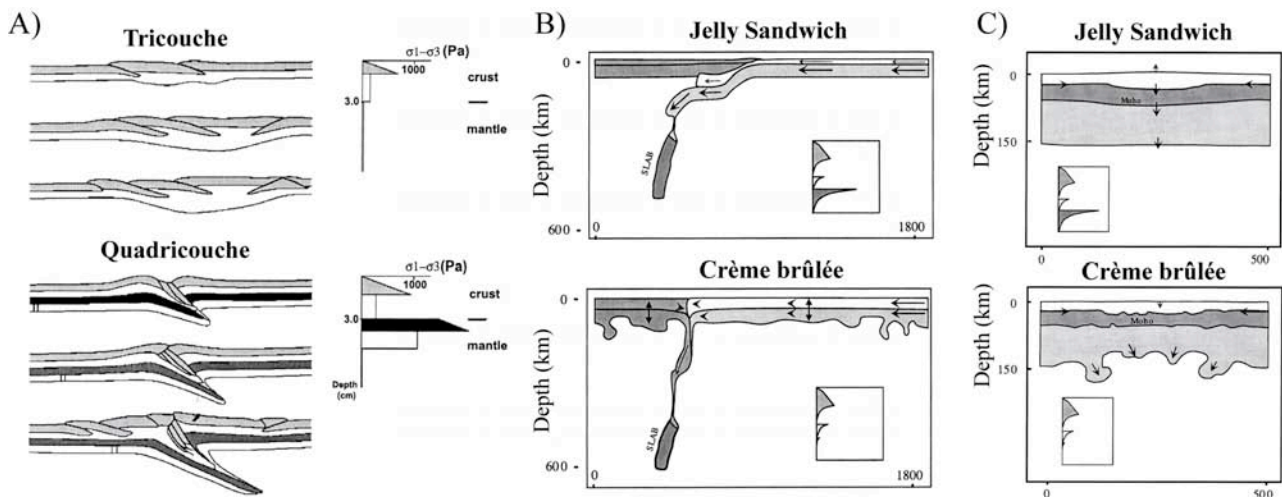 A)
Tricouche
σ1–σ3 (Pa)
1000
crust
3.0
mantle
Quadricouche
σ1–σ3 (Pa)
1000
crust
3.0
mantle
Depth
(cm)
B)
Jelly Sandwich
Depth (km)
0
600
SLAB
0
1800
Crème brûlée
Depth (km)
0
600
SLAB
0
1800
C)
Jelly Sandwich
Depth (km)
0
150
Moho
0
500
Crème brûlée
Depth (km)
0
150
Moho
0
500